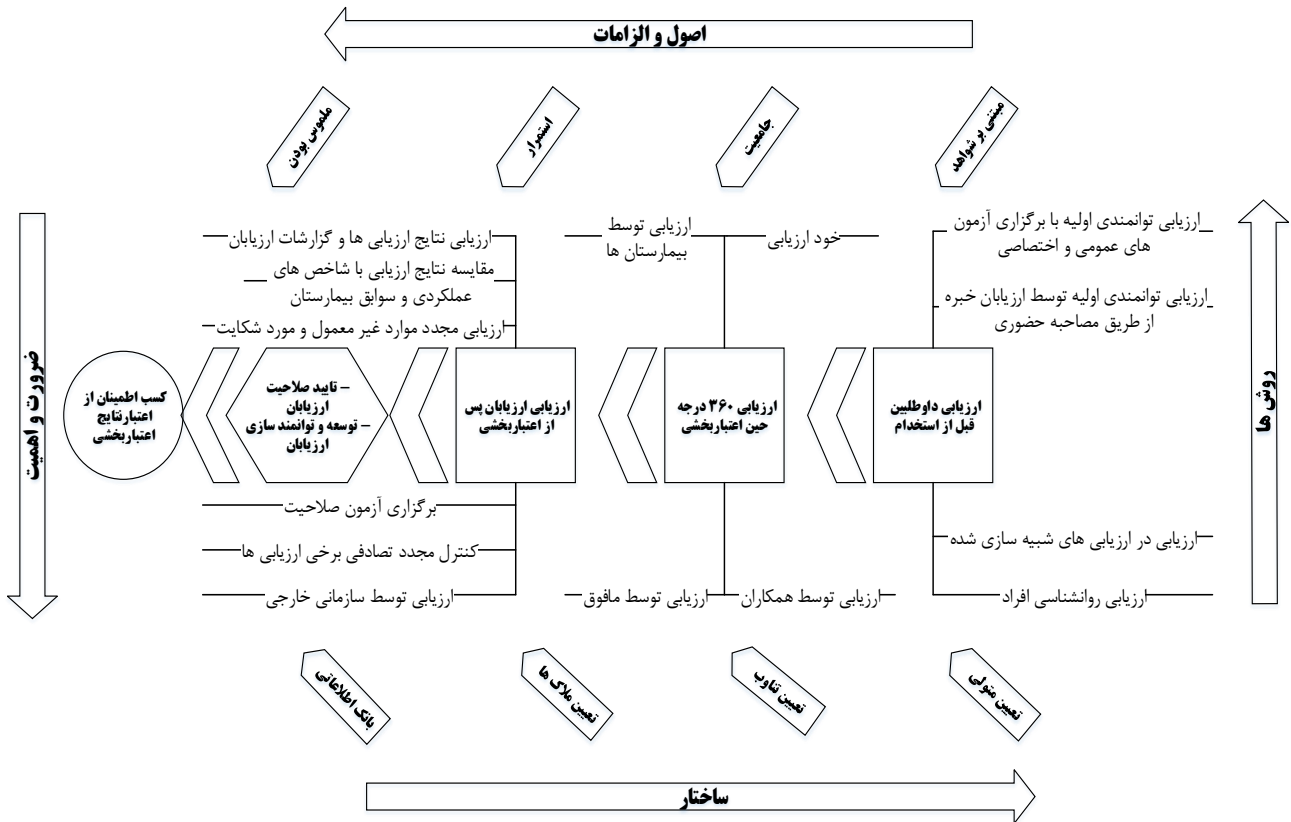 اصول و الزامات
مبتنی بر شواهد
جامعیت
استمرار
ملموس بودن
روش ها
ارزیابی توانمندی اولیه با برگزاری آزمون
های عمومی و اختصاصی
ارزیابی توانمندی اولیه توسط ارزیابان خبره
از طریق مصاحبه حضوری
ارزیابی داوطلبین
قبل از استخدام
ارزیابی در ارزیابی های شبیه سازی شده
ارزیابی روانشناسی افراد
خود ارزیابی
ارزیابی توسط
بیمارستان ها
ارزیابی ۳۶۰ درجه
حین اعتباربخشی
ارزیابی توسط همکاران
ارزیابی توسط مافوق
ارزیابی نتایج ارزیابی ها و گزارشات ارزیابان
مقایسه نتایج ارزیابی با شاخص های
عملکردی و سوابق بیمارستان
ارزیابی مجدد موارد غیر معمول و مورد شکایت
ارزیابی ارزیابان پس
از اعتباربخشی
برگزاری آزمون صلاحیت
کنترل مجدد تصادفی برخی ارزیابی ها
ارزیابی توسط سازمانی خارجی
– تایید صلاحیت
ارزیابان
– توسعه و توانمند سازی
ارزیابان
کسب اطمینان از
اعتبارنتایج
اعتباربخشی
ضرورت و اهمیت
تعیین متولی
تعیین تناوب
تعیین ملاک ها
بانک اطلاعاتی
ساختار